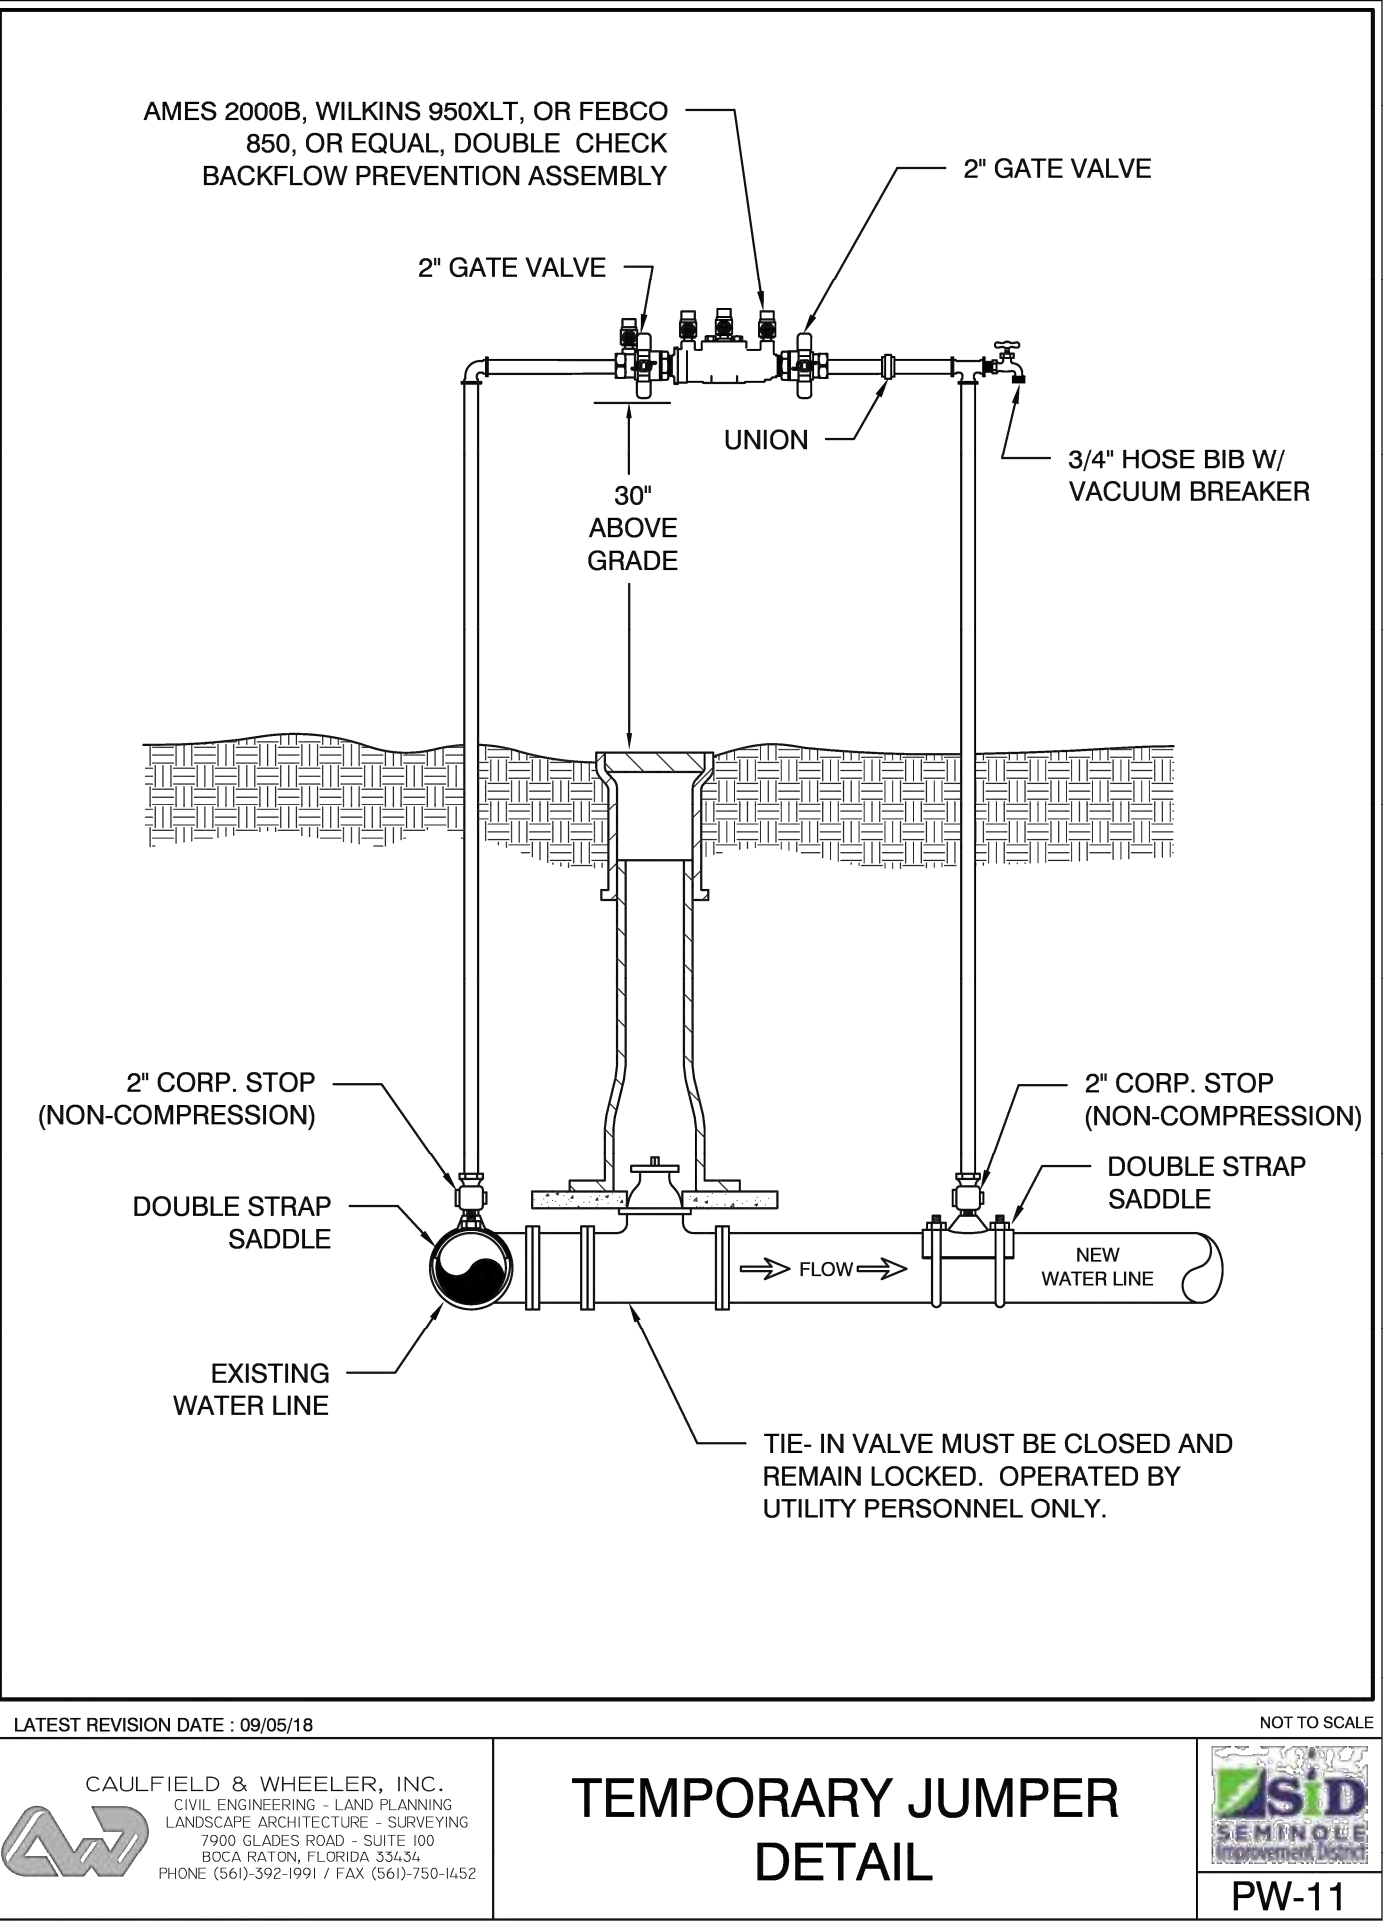 AMES 2000B, WILKINS 950XLT, OR FEBCO
850, OR EQUAL, DOUBLE CHECK
BACKFLOW PREVENTION ASSEMBLY
2" GATE VALVE
2" GATE VALVE
UNION
3/4" HOSE BIB W/
VACUUM BREAKER
30"
ABOVE
GRADE
2" CORP. STOP
(NON-COMPRESSION)
2" CORP. STOP
(NON-COMPRESSION)
DOUBLE STRAP
SADDLE
DOUBLE STRAP
SADDLE
FLOW
NEW
WATER LINE
EXISTING
WATER LINE
TIE- IN VALVE MUST BE CLOSED AND
REMAIN LOCKED. OPERATED BY
UTILITY PERSONNEL ONLY.
LATEST REVISION DATE : 09/05/18
NOT TO SCALE
CAULFIELD & WHEELER, INC.
CIVIL ENGINEERING - LAND PLANNING
LANDSCAPE ARCHITECTURE - SURVEYING
7900 GLADES ROAD - SUITE 100
BOCA RATON, FLORIDA 33434
PHONE (561)-392-1991 / FAX (561)-750-1452
TEMPORARY JUMPER
DETAIL
SiD
SEMINOLE
Improvement District
PW-11